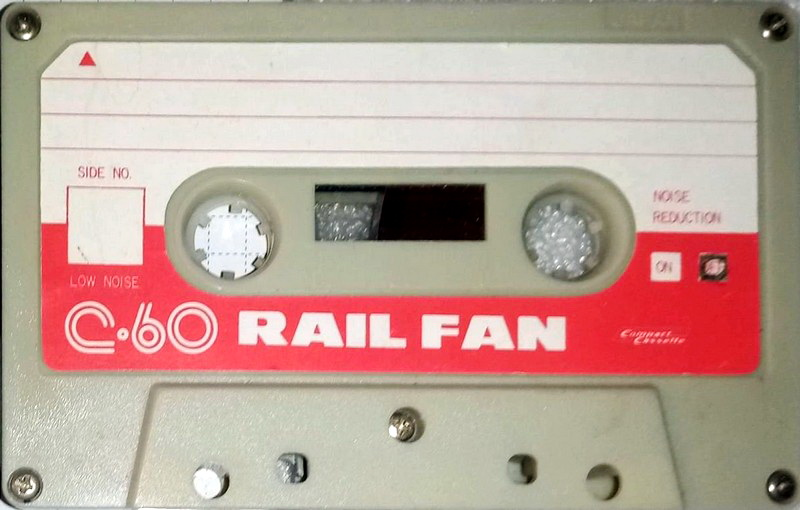 SIDE NO.
NOISE
REDUCTION
ON
LOW NOISE
C·60 RAIL FAN
Compact
Cassette